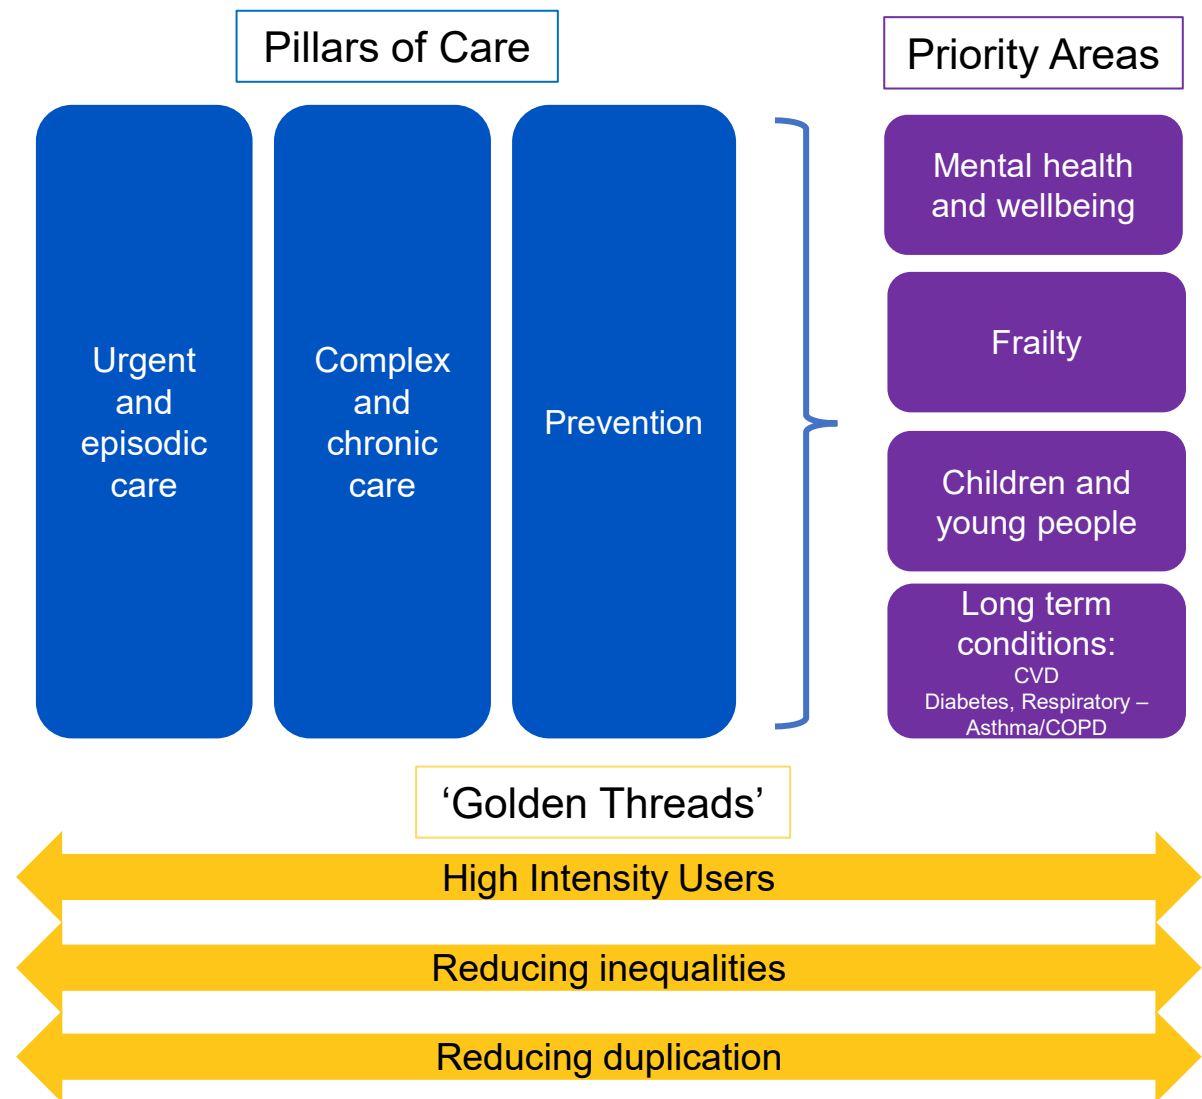 Pillars of Care
Priority Areas
Urgent
and
episodic
care
Complex
and
chronic
care
Prevention
Mental health
and wellbeing
Frailty
Children and
young people
Long term
conditions:
CVD
Diabetes, Respiratory –
Asthma/COPD
‘Golden Threads’
High Intensity Users
Reducing inequalities
Reducing duplication